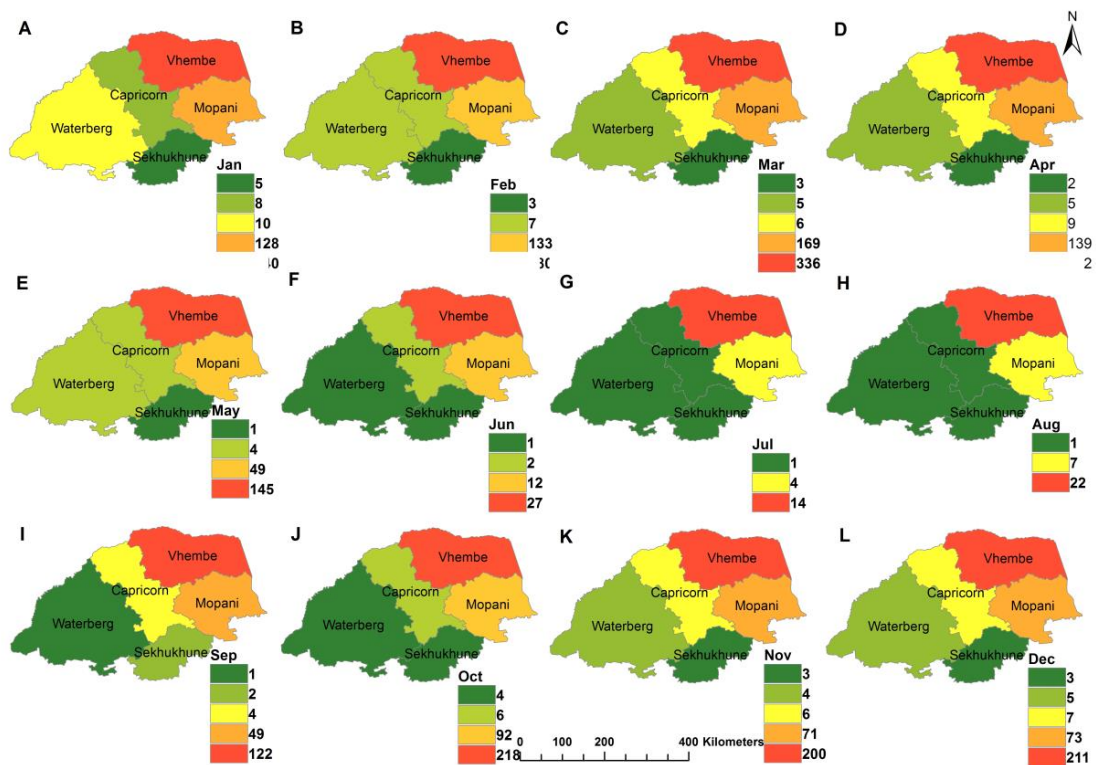 A
Vhembe
Capricorn
Mopani
Waterberg
Sekhukhune
Jan
5
8
10
128
40
B
Vhembe
Capricorn
Mopani
Waterberg
Sekhukhune
Feb
3
7
133
C
Vhembe
Capricorn
Mopani
Waterberg
Sekhukhune
Mar
3
5
6
169
336
D
N
Vhembe
Capricorn
Mopani
Waterberg
Sekhukhune
Apr
2
5
9
139
2
E
Vhembe
Capricorn
Mopani
Waterberg
Sekhukhune
May
1
4
49
145
F
Vhembe
Capricorn
Mopani
Waterberg
Sekhukhune
Jun
1
2
12
27
G
Vhembe
Capricorn
Mopani
Waterberg
Sekhukhune
Jul
1
4
14
H
Vhembe
Capricorn
Mopani
Waterberg
Sekhukhune
Aug
1
7
22
I
Vhembe
Capricorn
Mopani
Waterberg
Sekhukhune
Sep
1
2
4
49
122
J
Vhembe
Capricorn
Mopani
Waterberg
Sekhukhune
Oct
4
6
92
218
K
Vhembe
Capricorn
Mopani
Waterberg
Sekhukhune
Nov
3
4
6
71
200
L
Vhembe
Capricorn
Mopani
Waterberg
Sekhukhune
Dec
3
5
7
73
211
0 100 200 400 Kilometers